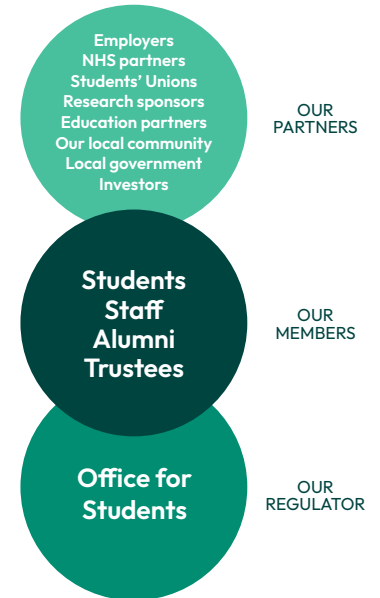 Employers
NHS partners
Students' Unions
Research sponsors
Education partners
Our local community
Local government
Investors
OUR
PARTNERS
Students
Staff
Alumni
Trustees
OUR
MEMBERS
Office for
Students
OUR
REGULATOR